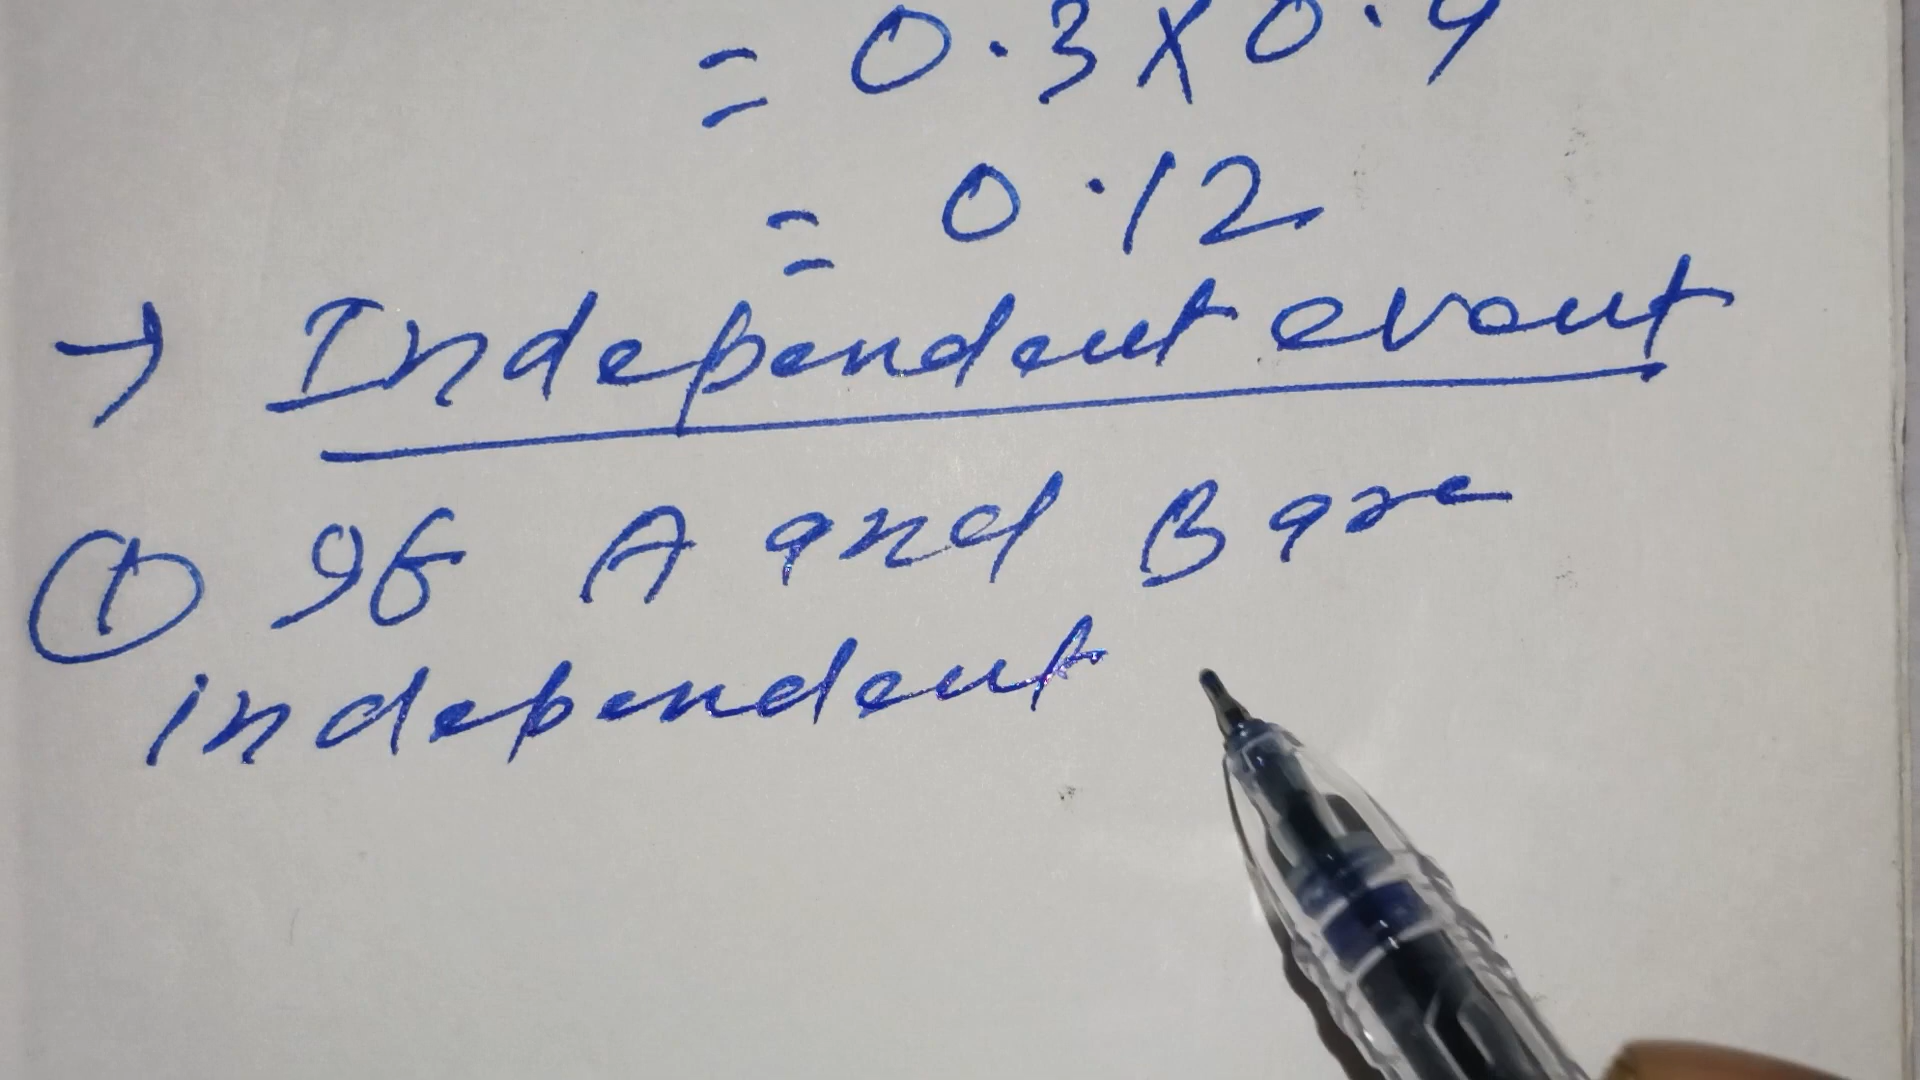 = 0.3 X 0.4
= 0.12
→ Independent event
① If A and B are
independent